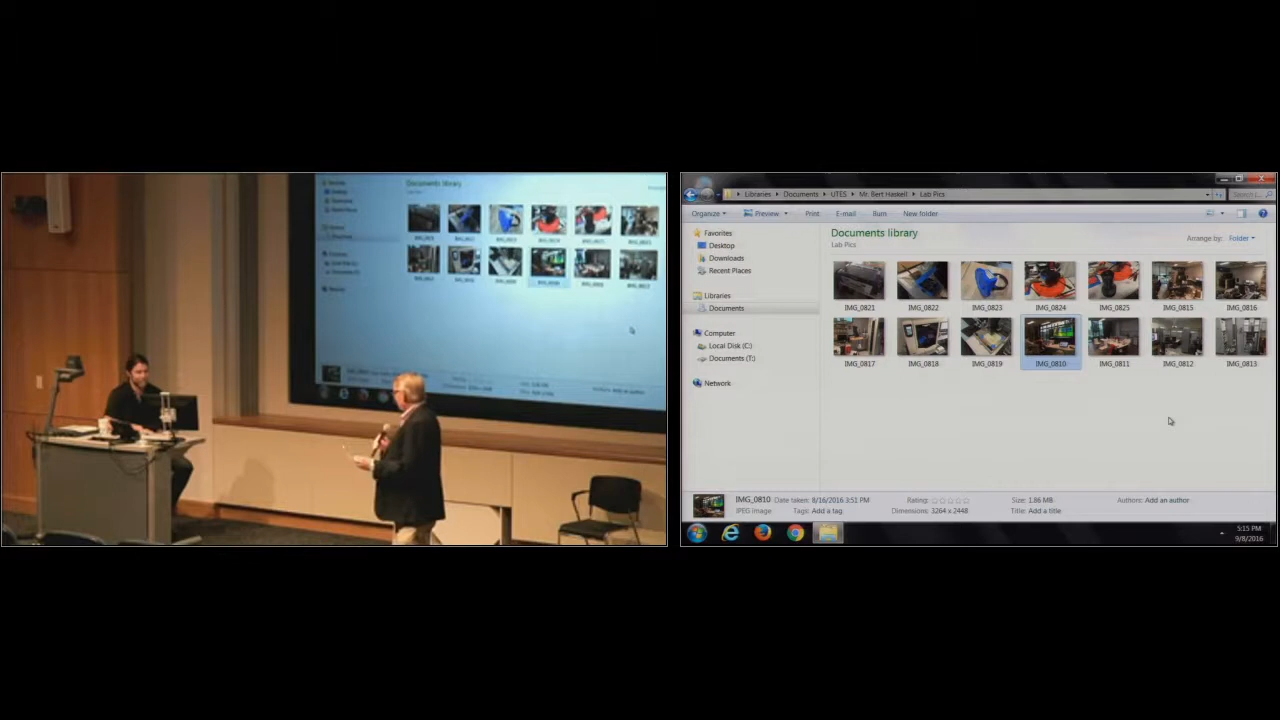 Documents library
Libraries ▸ Documents ▸ UTES ▸ Mr. Bert Haskell ▸ Lab Pics
Organize Preview Print E-mail Burn New folder
Favorites
Desktop
Downloads
Recent Places
Libraries
Documents
Computer
Local Disk (C:)
Documents (T:)
Network
Documents library
Lab Pics
Arrange by: Folder
IMG_0821 IMG_0822 IMG_0823 IMG_0824 IMG_0825 IMG_0815 IMG_0816
IMG_0817 IMG_0818 IMG_0819 IMG_0810 IMG_0811 IMG_0812 IMG_0813
IMG_0810 Date taken: 8/16/2016 3:51 PM Rating: Size: 1.86 MB Authors: Add an author
JPEG image Tags: Add a tag Dimensions: 3264 x 2448 Title: Add a title
5:15 PM
9/8/2016